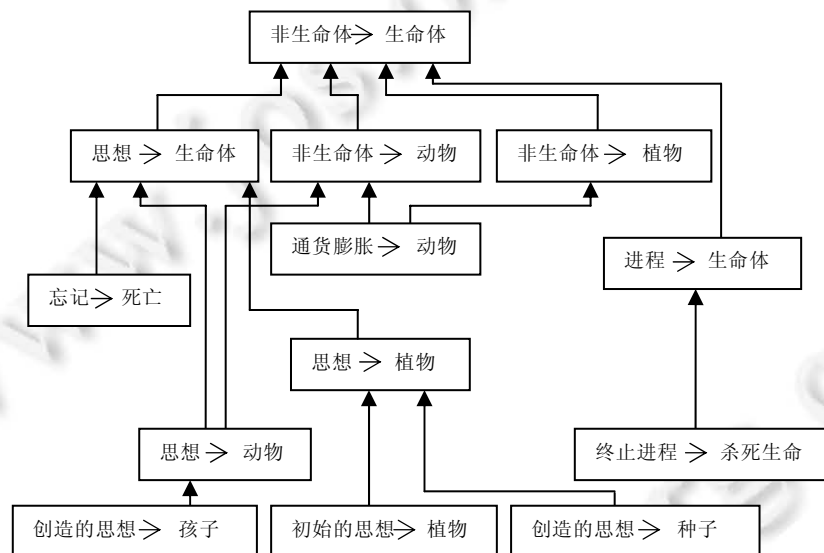 非生命体→ 生命体
思想 → 生命体
非生命体→ 动物
非生命体→ 植物
通货膨胀→ 动物
进程 → 生命体
忘记→ 死亡
思想 → 植物
思想→ 动物
终止进程 → 杀死生命
创造的思想→ 孩子
初始的思想→ 植物
创造的思想→ 种子